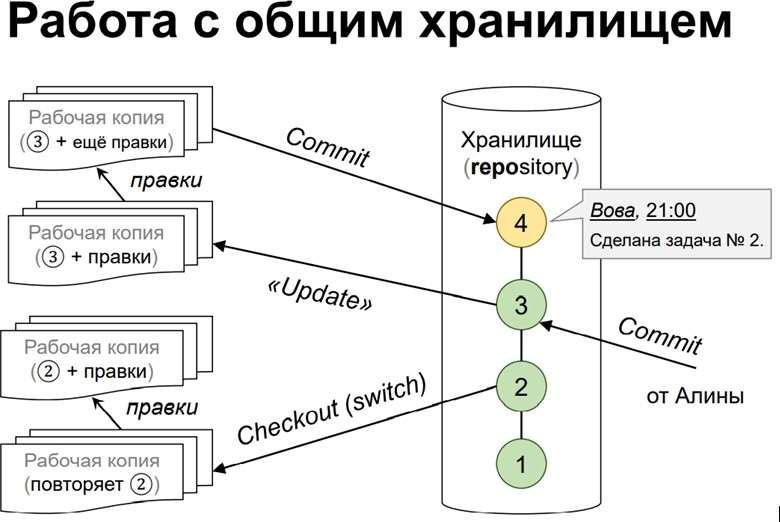 Работа с общим хранилищем
Рабочая копия
(③ + ещё правки)
правки
Рабочая копия
(③ + правки)
Рабочая копия
(② + правки)
правки
Рабочая копия
(повторяет ②)
Commit
«Update»
Checkout (switch)
Хранилище
(repository)
4
3
2
1
Вова, 21:00
Сделана задача № 2.
Commit
от Алины